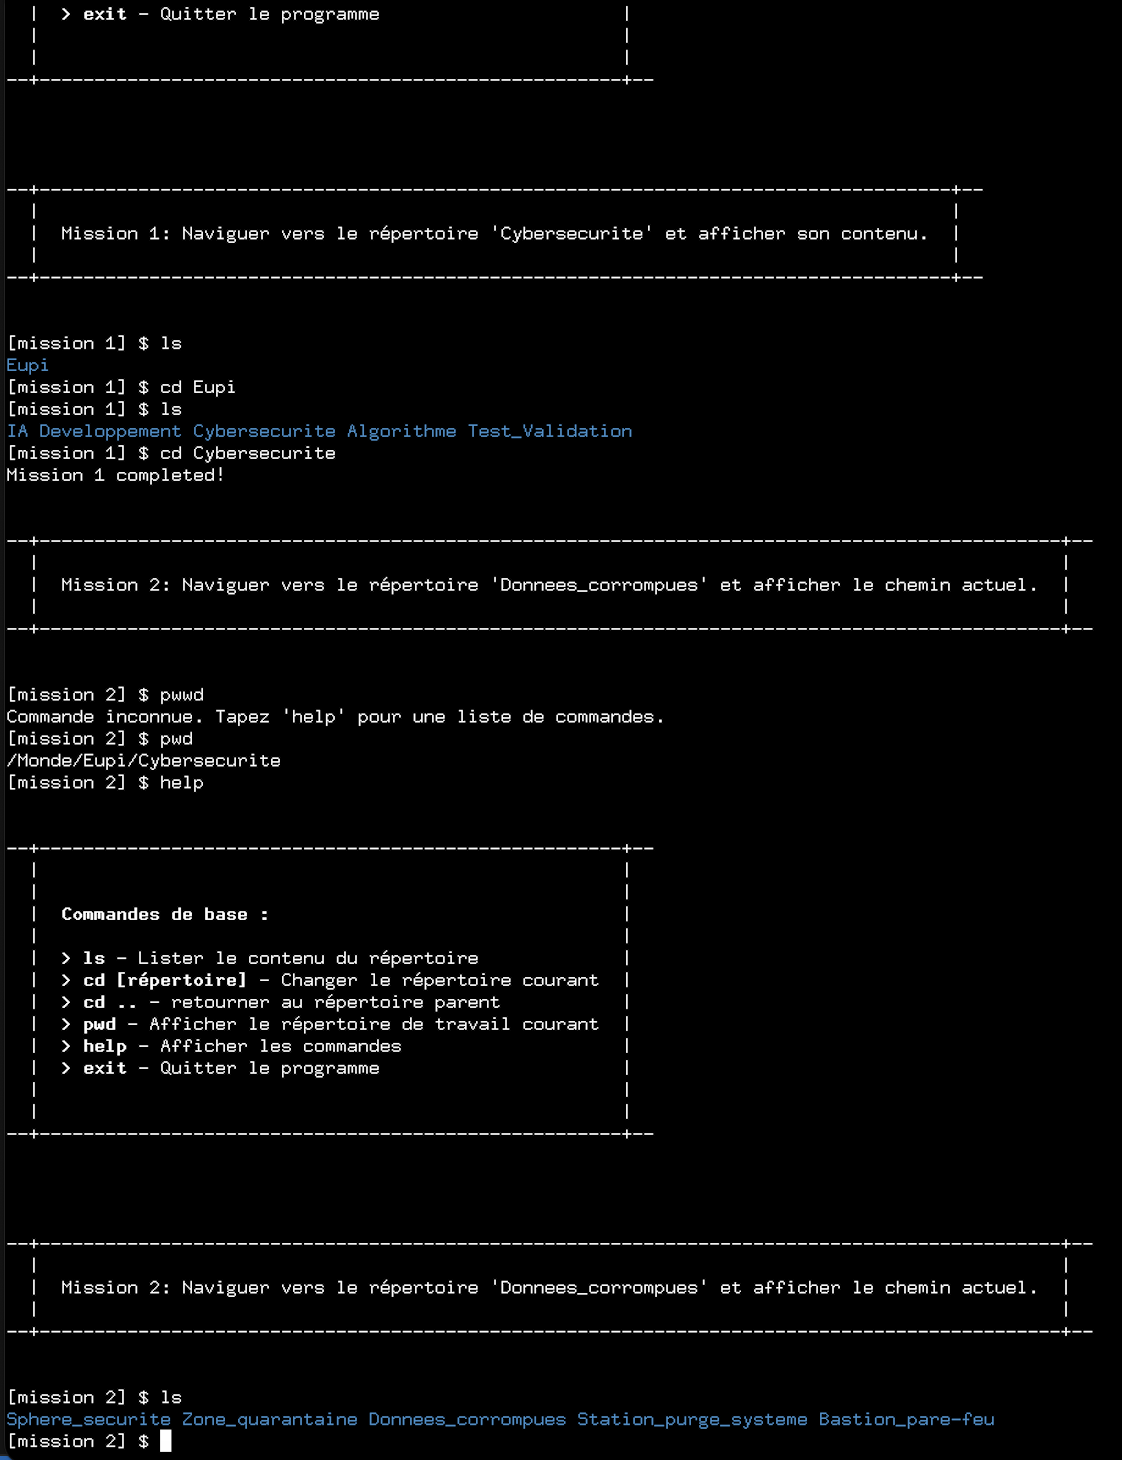 |  > exit - Quitter le programme                      |
|                                                     |
|                                                     |
--+-----------------------------------------------------+--
--+-----------------------------------------------------------------------------------+--
|                                                                                   |
|  Mission 1: Naviguer vers le répertoire 'Cybersecurite' et afficher son contenu.  |
|                                                                                   |
--+-----------------------------------------------------------------------------------+--
[mission 1] $ ls
Eupi
[mission 1] $ cd Eupi
[mission 1] $ ls
IA Developpement Cybersecurite Algorithme Test_Validation
[mission 1] $ cd Cybersecurite
Mission 1 completed!
--+---------------------------------------------------------------------------------------------+--
|                                                                                             |
|  Mission 2: Naviguer vers le répertoire 'Donnees_corrompues' et afficher le chemin actuel.  |
|                                                                                             |
--+---------------------------------------------------------------------------------------------+--
[mission 2] $ pwwd
Commande inconnue. Tapez 'help' pour une liste de commandes.
[mission 2] $ pwd
/Monde/Eupi/Cybersecurite
[mission 2] $ help
--+-----------------------------------------------------+--
|                                                     |
|                                                     |
|  Commandes de base :                                |
|                                                     |
|  > ls - Lister le contenu du répertoire             |
|  > cd [répertoire] - Changer le répertoire courant  |
|  > cd .. - retourner au répertoire parent           |
|  > pwd - Afficher le répertoire de travail courant  |
|  > help - Afficher les commandes                    |
|  > exit - Quitter le programme                      |
|                                                     |
|                                                     |
--+-----------------------------------------------------+--
--+---------------------------------------------------------------------------------------------+--
|                                                                                             |
|  Mission 2: Naviguer vers le répertoire 'Donnees_corrompues' et afficher le chemin actuel.  |
|                                                                                             |
--+---------------------------------------------------------------------------------------------+--
[mission 2] $ ls
Sphere_securite Zone_quarantaine Donnees_corrompues Station_purge_systeme Bastion_pare-feu
[mission 2] $